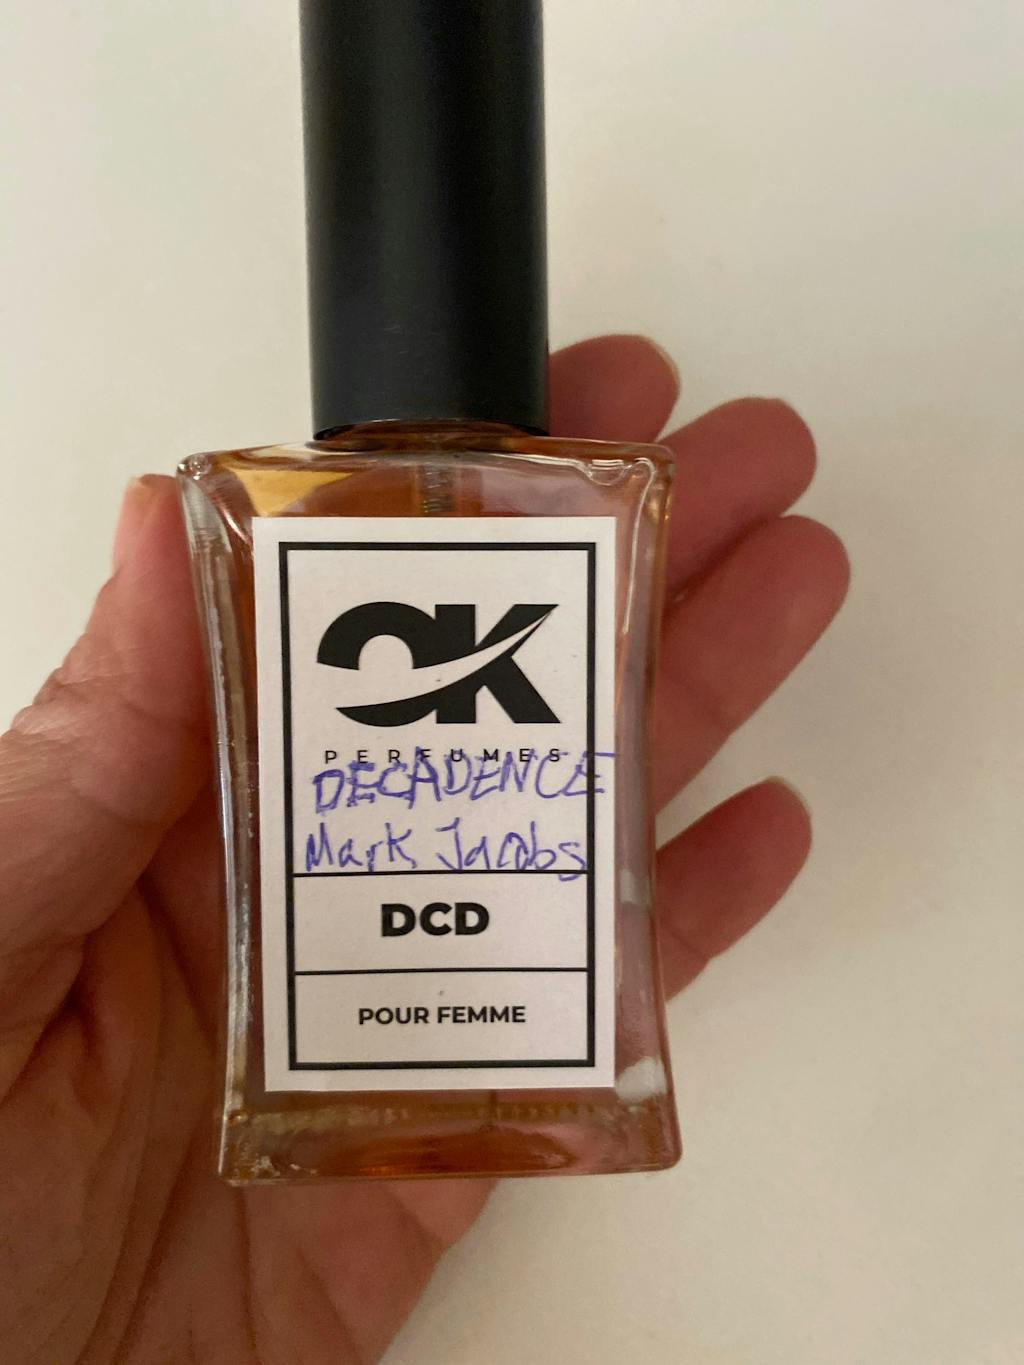 OK
PERFUMES
DECADENCE
Mark Jacobs
DCD
POUR FEMME